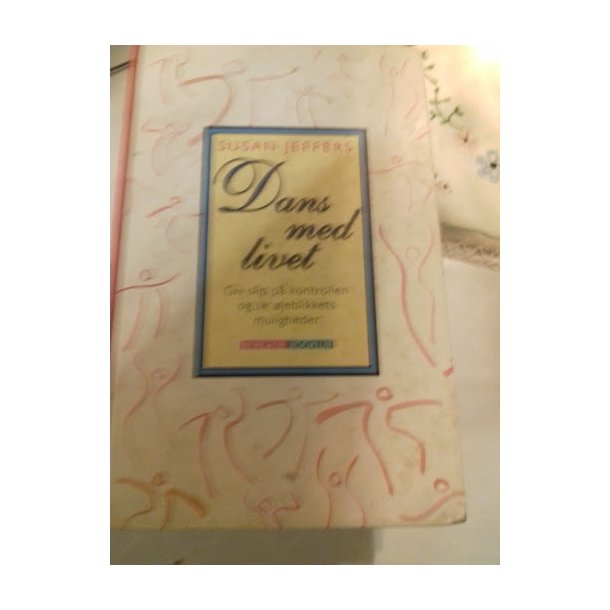 SUSAN JEFFERS
Dans
med
livet
Giv slip på kontrollen
og se øjeblikkets
muligheder.